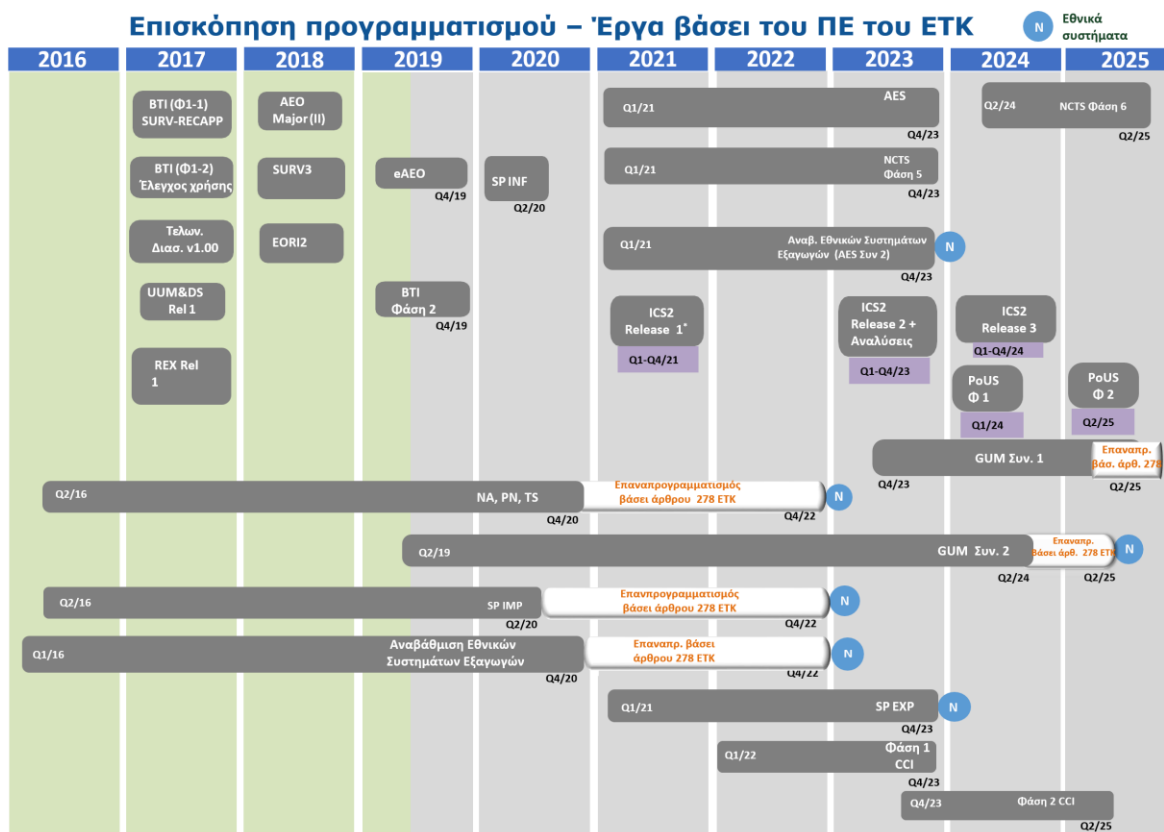 Επισκόπηση προγραμματισμού – Έργα βάσει του ΠΕ του ΕΤΚ
N
Εθνικά
συστήματα
2016 2017 2018 2019 2020 2021 2022 2023 2024 2025
BTI (Φ1-1)
SURV-RECAPP
AEO
Major (II)
Q1/21 AES
Q4/23
Q2/24 NCTS Φάση 6
Q2/25
BTI (Φ1-2)
Έλεγχος χρήσης
SURV3
eAEO
Q4/19
SP INF
Q2/20
Q1/21 NCTS
Φάση 5
Q4/23
Τελων.
Διασ. v1.00
EORI2
Q1/21 Αναβ. Εθνικών Συστημάτων
Εξαγωγών (AES Συν 2)
N
Q4/23
UUM&DS
Rel 1
BTI
Φάση 2
Q4/19
ICS2
Release 1*
Q1-Q4/21
ICS2
Release 2 +
Αναλύσεις
Q1-Q4/23
ICS2
Release 3
Q1-Q4/24
REX Rel
1
PoUS
Φ 1
Q1/24
PoUS
Φ 2
Q2/25
GUM Συν. 1
Επαναπρ.
βάσ. άρθ. 278
Q4/23
Q2/25
Q2/16 NA, PN, TS
Q4/20
Επαναπρογραμματισμός
βάσει άρθρου 278 ΕΤΚ
Q4/22
N
Q2/19 GUM Συν. 2
Q2/24
Επαναπρ.
βάσει άρθ. 278 ΕΤΚ
Q2/25
N
Q2/16 SP IMP
Q2/20
Επανπρογραμματισμός
βάσει άρθρου 278 ΕΤΚ
Q4/22
N
Q1/16 Αναβάθμιση Εθνικών
Συστημάτων Εξαγωγών
Q4/20
Επαναπρ. βάσει
άρθρου 278 ΕΤΚ
Q4/22
N
Q1/21 SP EXP
Q4/23
N
Q1/22 Φάση 1
CCI
Q4/23
Q4/23 Φάση 2 CCI
Q2/25